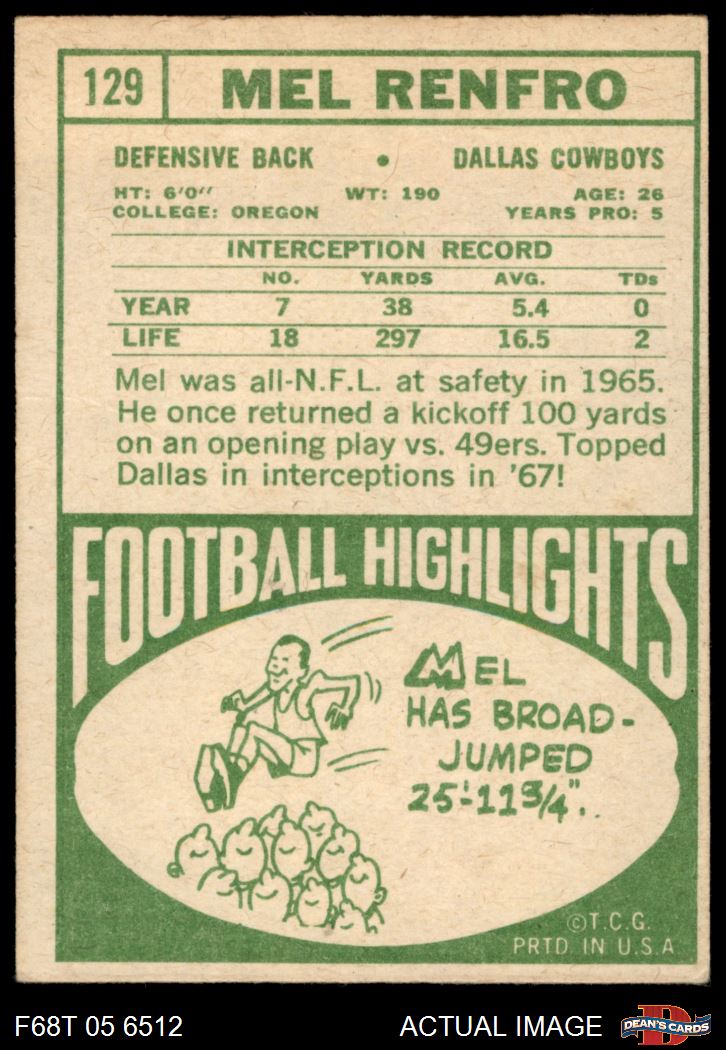 129 MEL RENFRO
DEFENSIVE BACK • DALLAS COWBOYS
HT: 6'0" WT: 190 AGE: 26
COLLEGE: OREGON YEARS PRO: 5
INTERCEPTION RECORD
NO. YARDS AVG. TDs
YEAR 7 38 5.4 0
LIFE 18 297 16.5 2
Mel was all-N.F.L. at safety in 1965.
He once returned a kickoff 100 yards
on an opening play vs. 49ers. Topped
Dallas in interceptions in '67!
FOOTBALL HIGHLIGHTS
MEL
HAS BROAD-
JUMPED
25'-11 3/4"..
©T.C.G.
PRTD. IN U.S.A
F68T 05 6512 ACTUAL IMAGE D DEAN'S CARDS